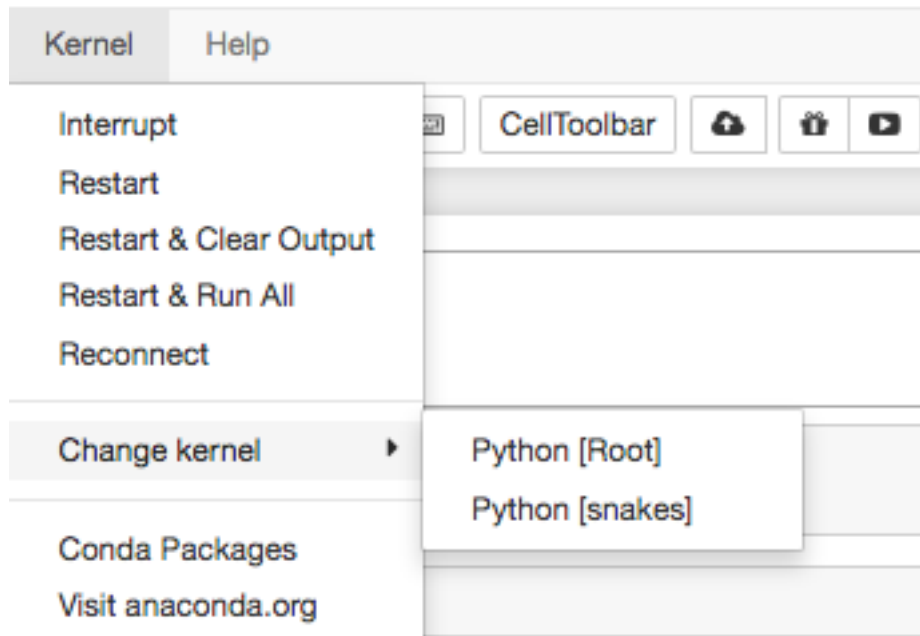 Kernel Help
Interrupt
CellToolbar
Restart
Restart & Clear Output
Restart & Run All
Reconnect
Change kernel
Python [Root]
Python [snakes]
Conda Packages
Visit anaconda.org